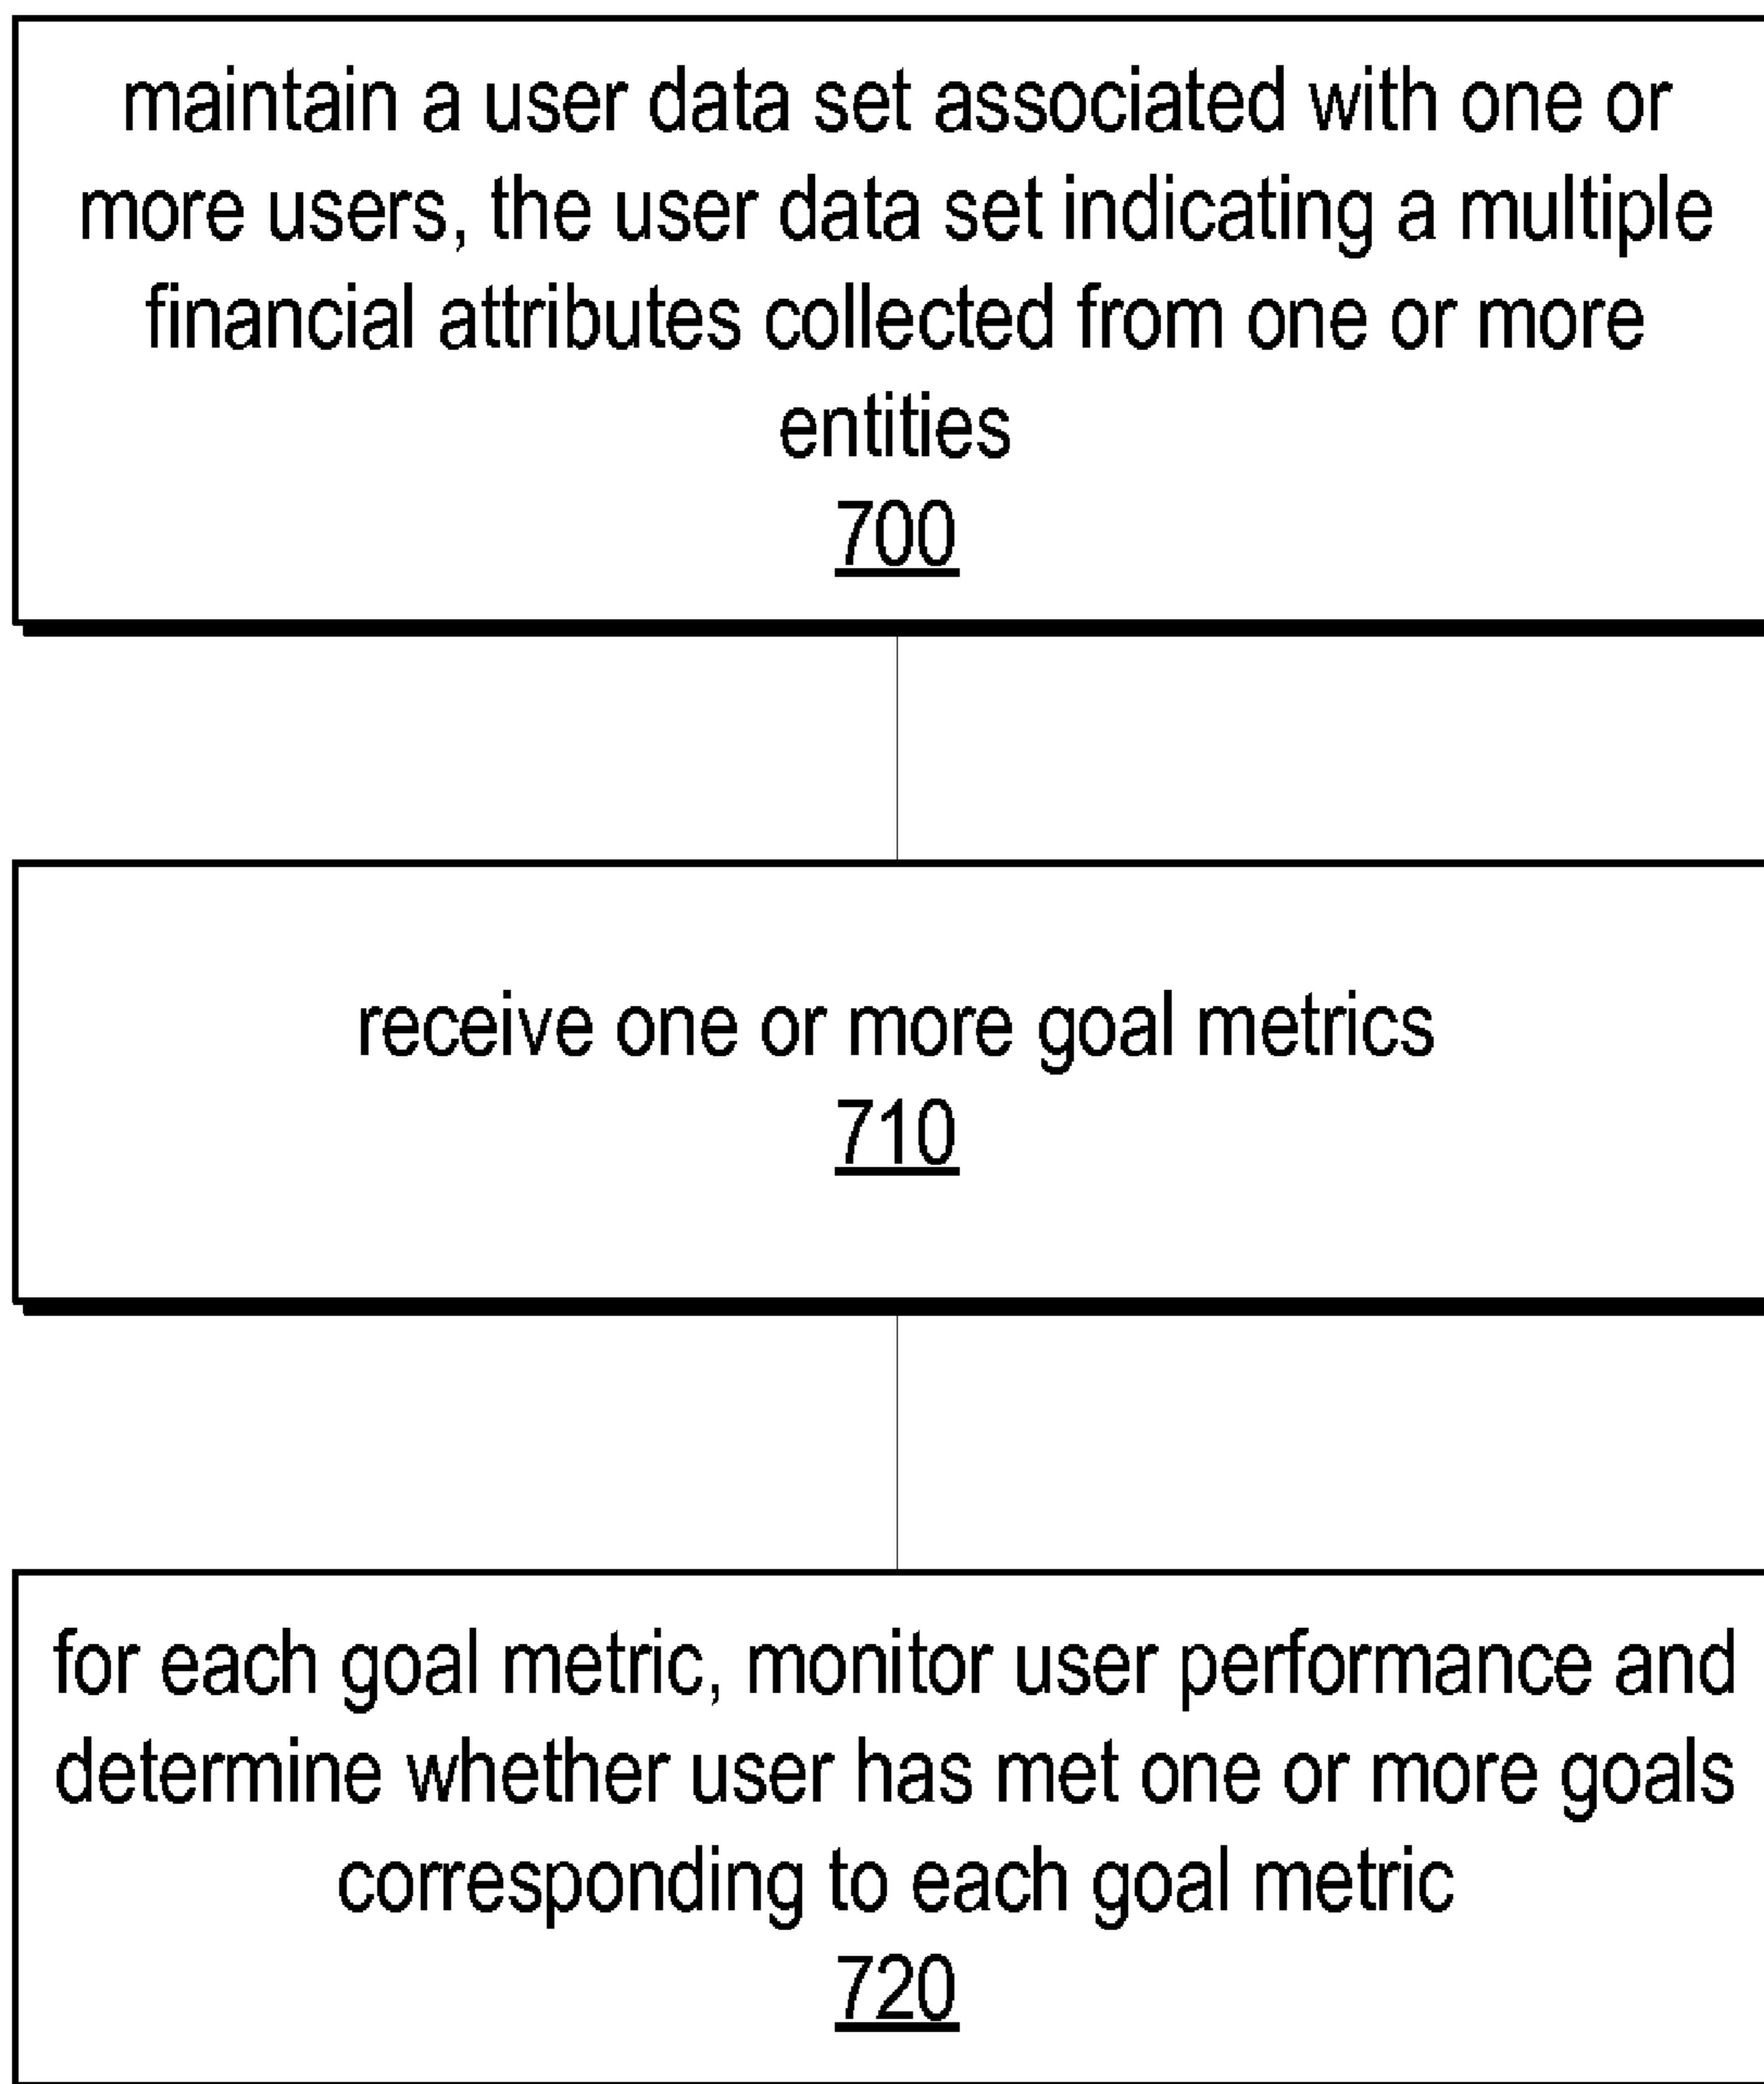 maintain a user data set associated with one or
more users, the user data set indicating a multiple
financial attributes collected from one or more
entities
700
receive one or more goal metrics
710
for each goal metric, monitor user performance and
determine whether user has met one or more goals
corresponding to each goal metric
720